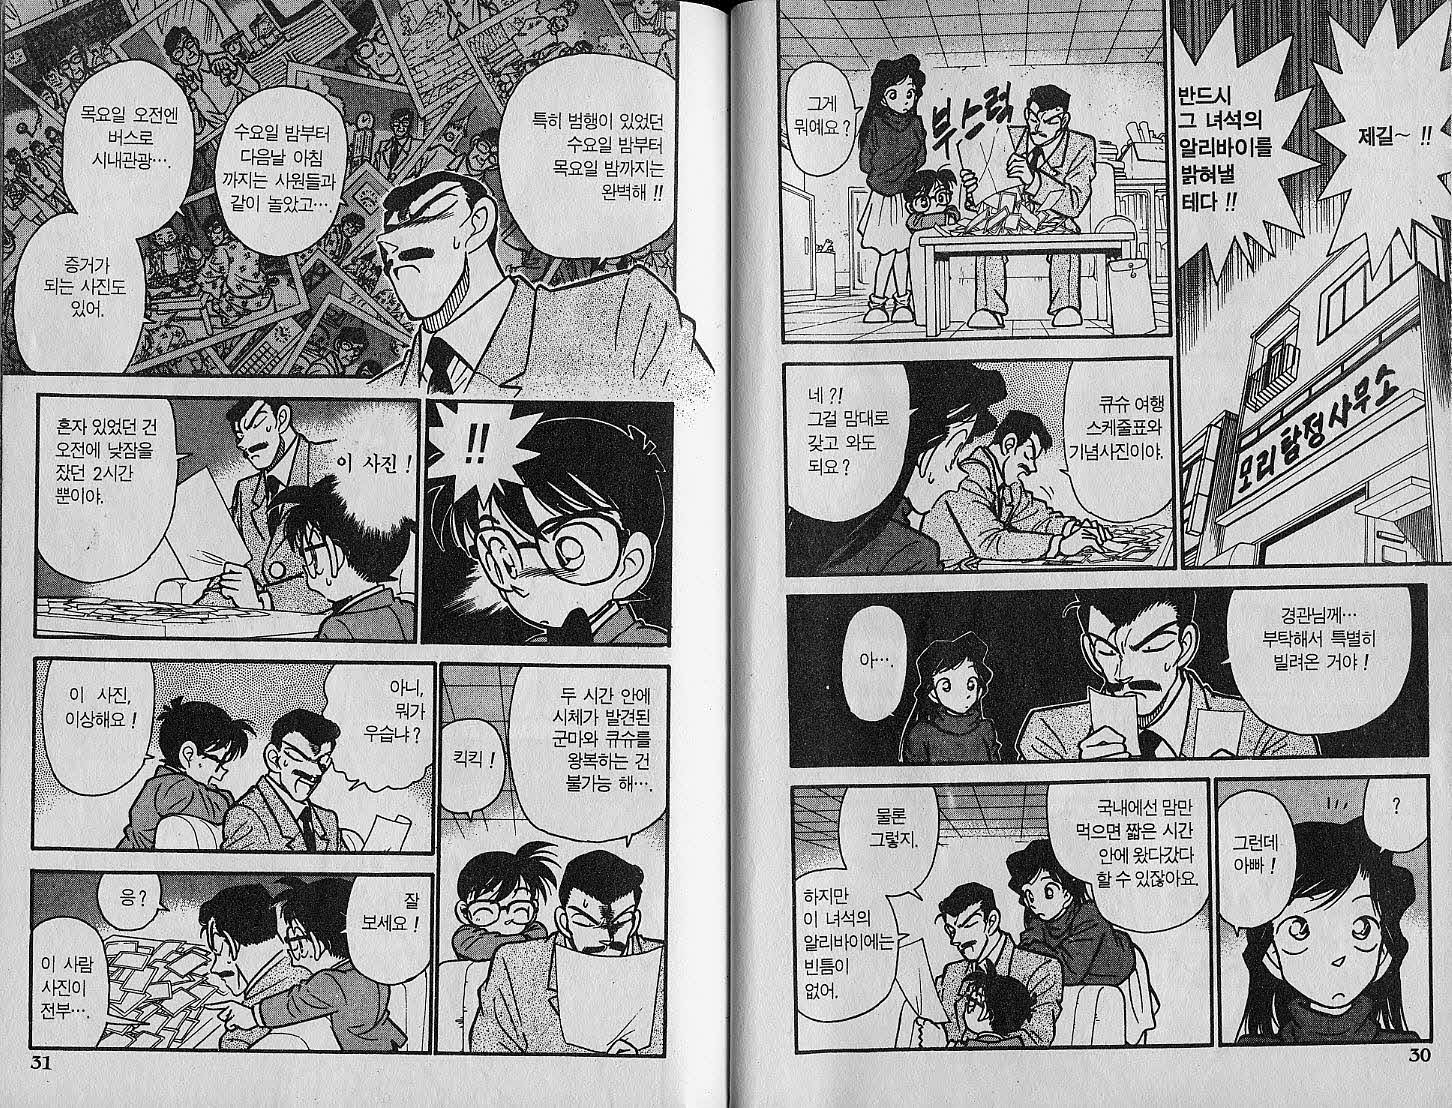 제길~ !!
반드시
그 녀석의
알리바이를
밝혀낼
테다 !!
모리탐정사무소
부스럭
그게
뭐예요 ?
큐슈 여행
스케줄표와
기념사진이야.
네 ?!
그걸 맘대로
갖고 와도
되요 ?
경관님께…
부탁해서 특별히
빌려온 거야 !
아….
?
그런데
아빠 !
국내에선 맘만
먹으면 짧은 시간
안에 왔다갔다
할 수 있잖아요.
물론
그렇지.
하지만
이 녀석의
알리바이에는
빈틈이
없어.
30
특히 범행이 있었던
수요일 밤부터
목요일 밤까지는
완벽해 !!
수요일 밤부터
다음날 아침
까지는 사원들과
같이 놀았고….
목요일 오전엔
버스로
시내관광….
증거가
되는 사진도
있어.
!!
이 사진 !
혼자 있었던 건
오전에 낮잠을
잤던 2시간
뿐이야.
두 시간 안에
시체가 발견된
군마와 큐슈를
왕복하는 건
불가능 해….
킥킥 !
아니,
뭐가
우습냐 ?
이 사진,
이상해요 !
잘
보세요 !
응 ?
이 사람
사진이
전부….
31